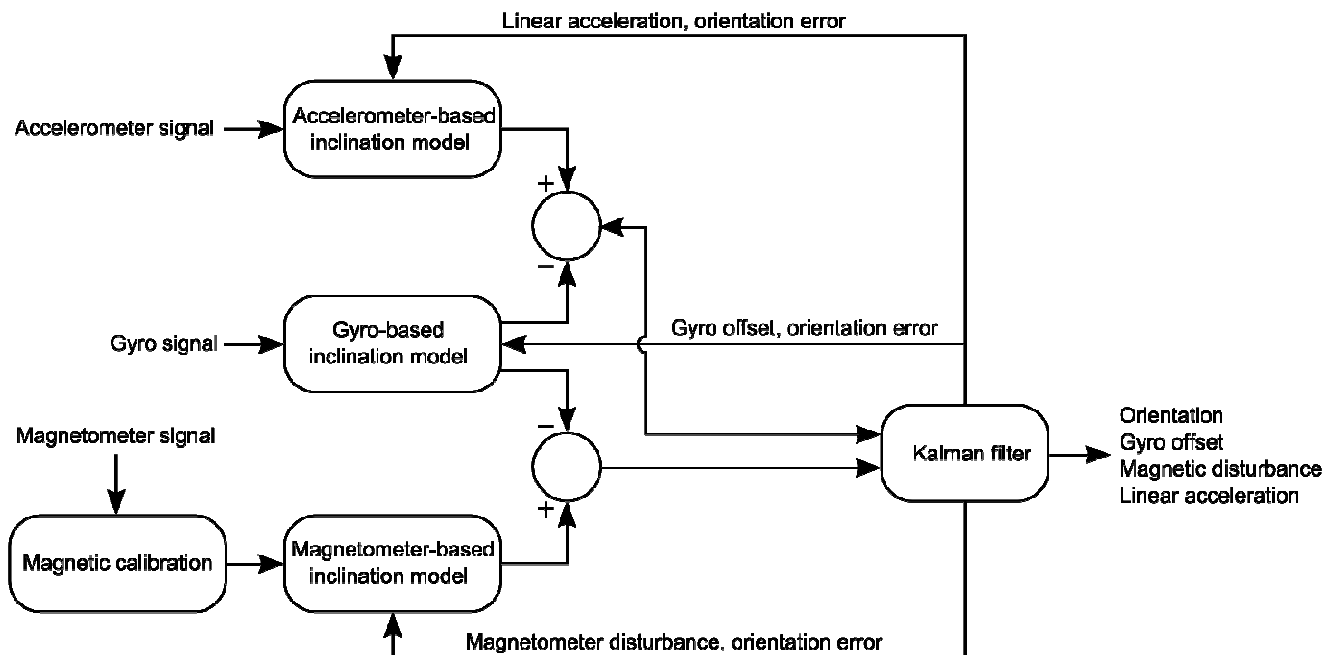 Linear acceleration, orientation error
Accelerometer signal
Accelerometer-based
inclination model
+
−
Gyro signal
Gyro-based
inclination model
Gyro offset, orientation error
Magnetometer signal
−
+
Kalman filter
Orientation
Gyro offset
Magnetic disturbance
Linear acceleration
Magnetic calibration
Magnetometer-based
inclination model
Magnetometer disturbance, orientation error